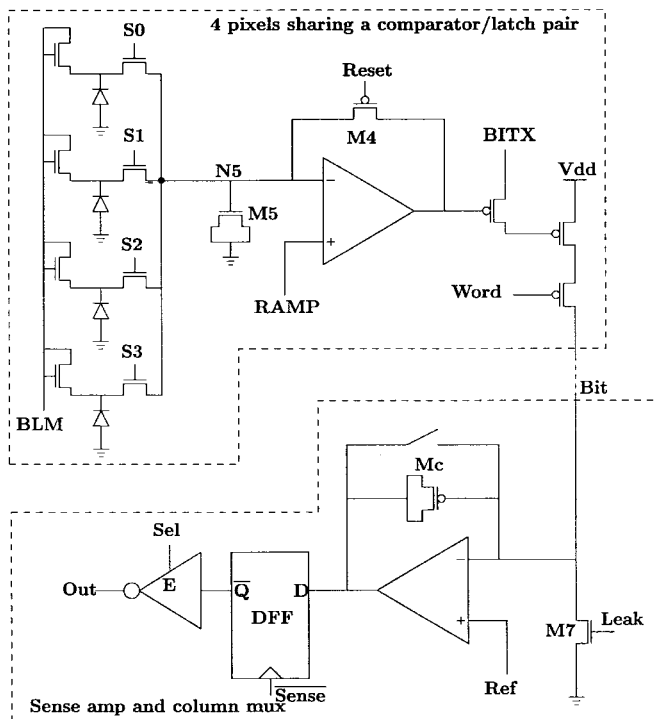 4 pixels sharing a comparator/latch pair
S0
Reset
S1
M4
BITX
N5
Vdd
M5
−
+
S2
Word
RAMP
S3
BLM
Bit
Mc
Sel
−
E
Out
Q
D
+
DFF
M7
Leak
Sense
Ref
Sense amp and column mux